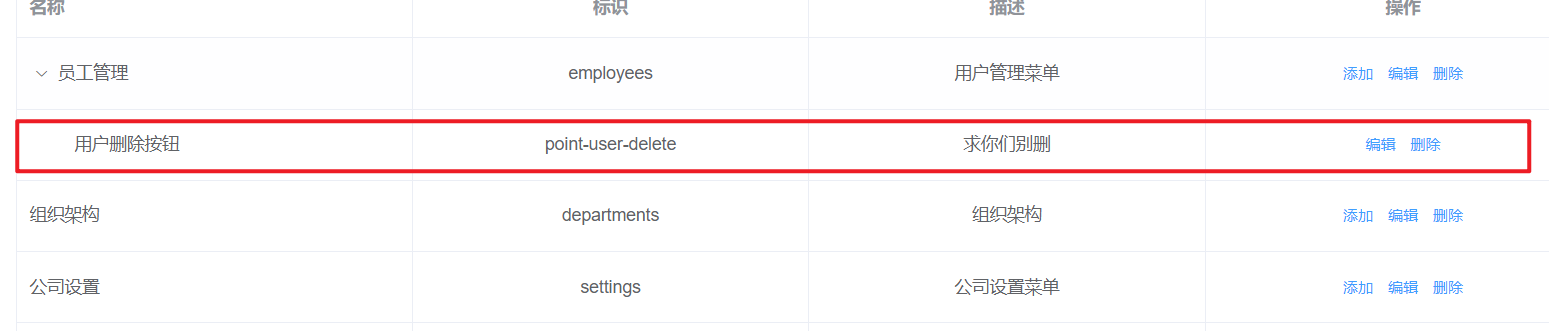 名称 标识 描述 操作
员工管理 employees 用户管理菜单 添加 编辑 删除
用户删除按钮 point-user-delete 求你们别删 编辑 删除
组织架构 departments 组织架构 添加 编辑 删除
公司设置 settings 公司设置菜单 添加 编辑 删除